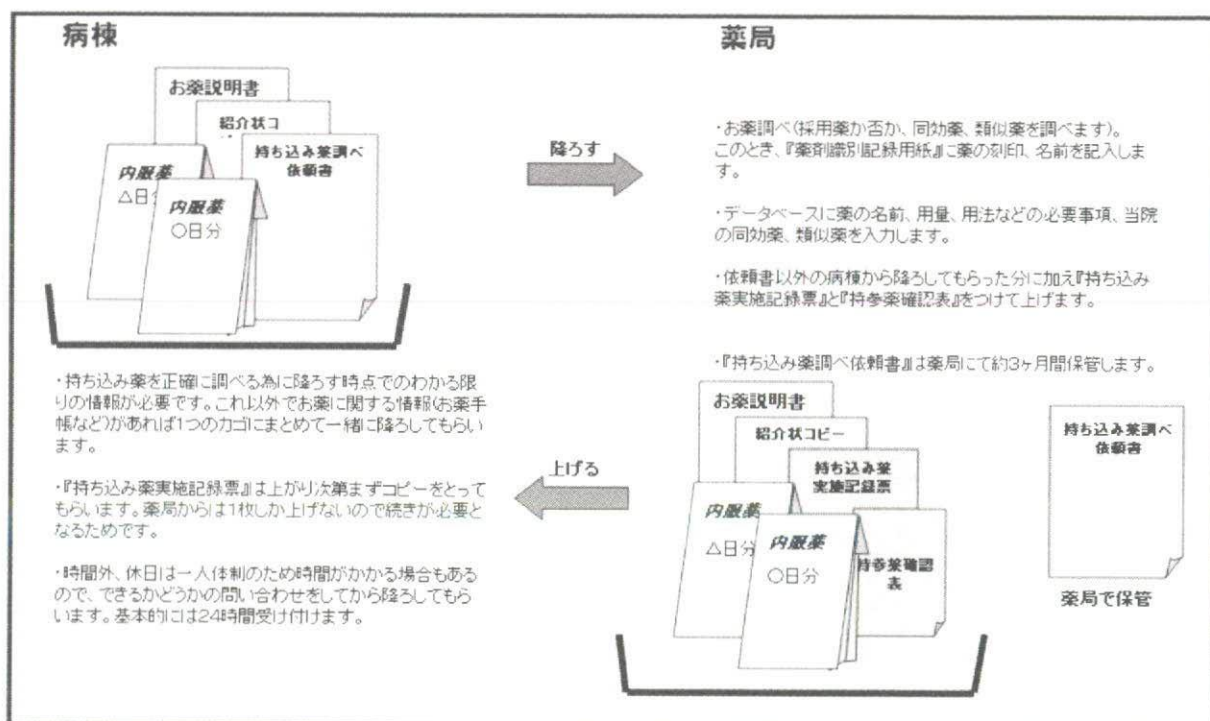 病棟
お薬説明書
紹介状コ
持ち込み薬調べ
依頼書
内服薬
△日分
内服薬
〇日分
・持ち込み薬を正確に調べる為に降ろす時点でのわかる限
りの情報が必要です。これ以外でお薬に関する情報(お薬手
帳など)があれば1つのカゴにまとめて一緒に降ろしてもらい
ます。
・『持ち込み薬実施記録票』は上がり次第まずコピーをとって
もらいます。薬局からは1枚しか上げないので続きが必要と
なるためです。
・時間外、休日は一人体制のため時間がかかる場合もある
ので、できるかどうかの問い合わせをしてから降ろしてもら
います。基本的には24時間受け付けます。
降ろす
上げる
薬局
・お薬調べ(採用薬か否か、同効薬、類似薬を調べます)。
このとき、『薬剤識別記録用紙』に薬の刻印、名前を記入しま
す。
・データベースに薬の名前、用量、用法などの必要事項、当院
の同効薬、類似薬を入力します。
・依頼書以外の病棟から降ろしてもらった分に加え『持ち込み
薬実施記録票』と『持参薬確認表』をつけて上げます。
・『持ち込み薬調べ依頼書』は薬局にて約3ヶ月間保管します。
お薬説明書
紹介状コピー
持ち込み薬
実施記録票
内服薬
△日分
内服薬
〇日分
持参薬確認
表
持ち込み薬調べ
依頼書
薬局で保管